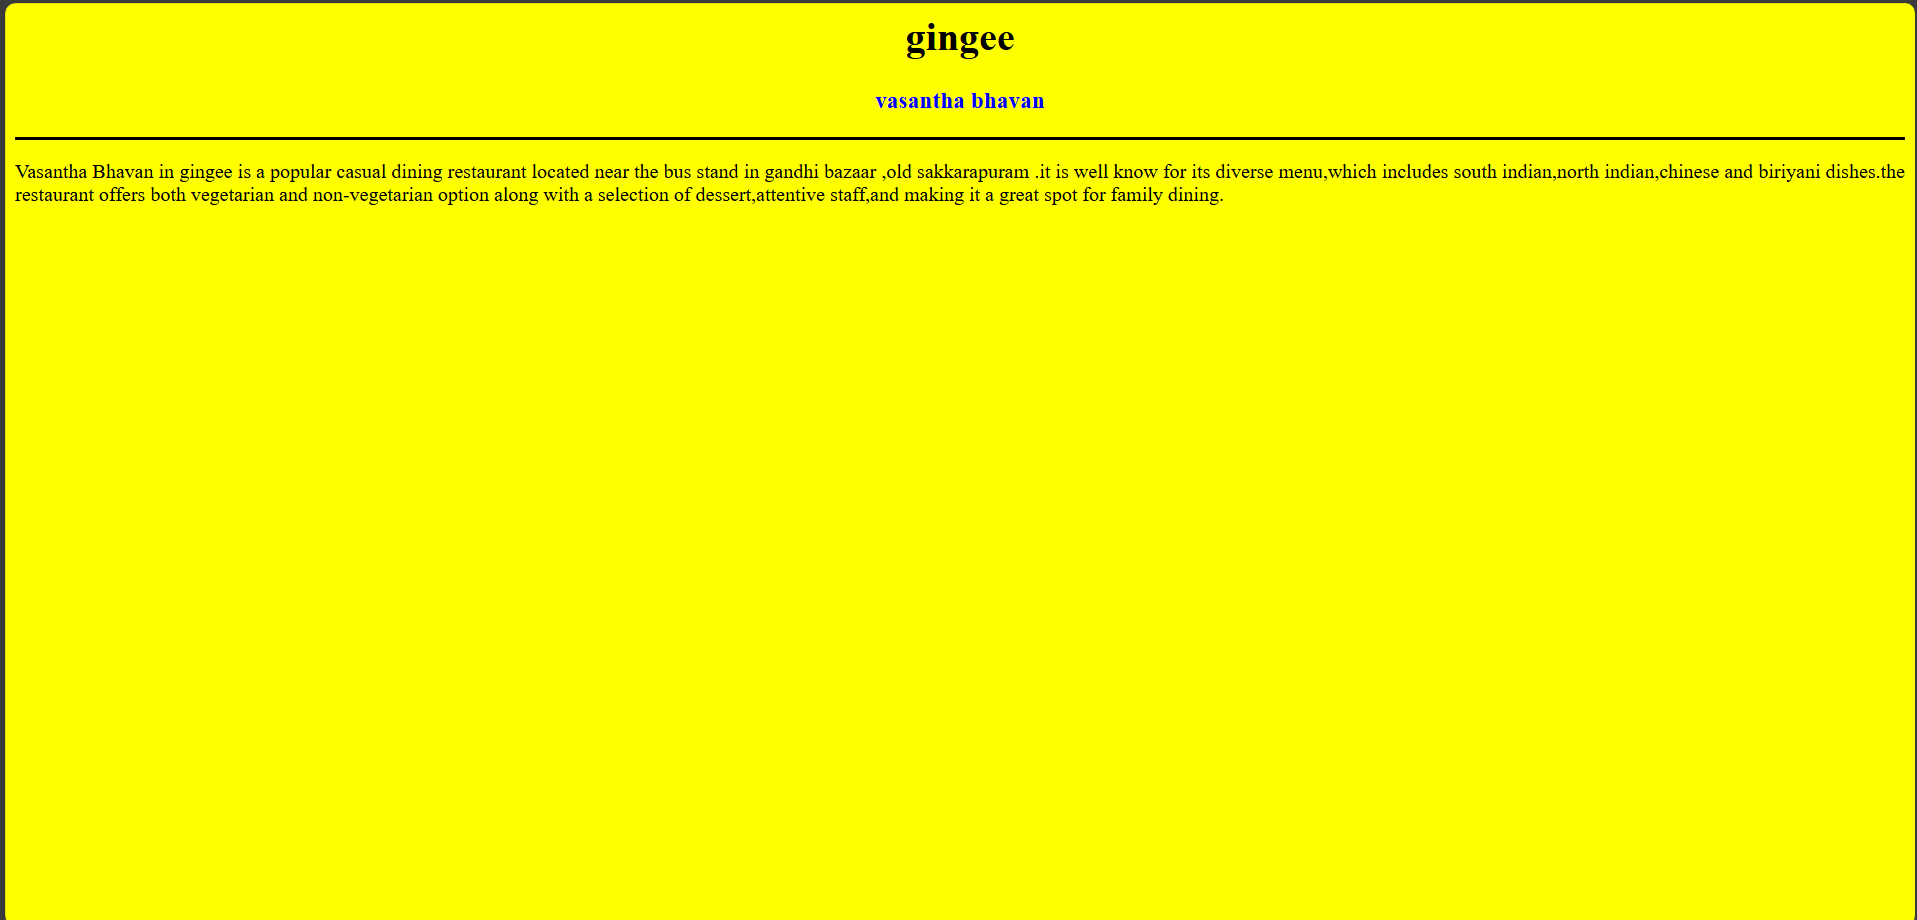 gingee
vasantha bhavan
Vasantha Bhavan in gingee is a popular casual dining restaurant located near the bus stand in gandhi bazaar ,old sakkarapuram .it is well know for its diverse menu,which includes south indian,north indian,chinese and biriyani dishes.the
restaurant offers both vegetarian and non-vegetarian option along with a selection of dessert,attentive staff,and making it a great spot for family dining.